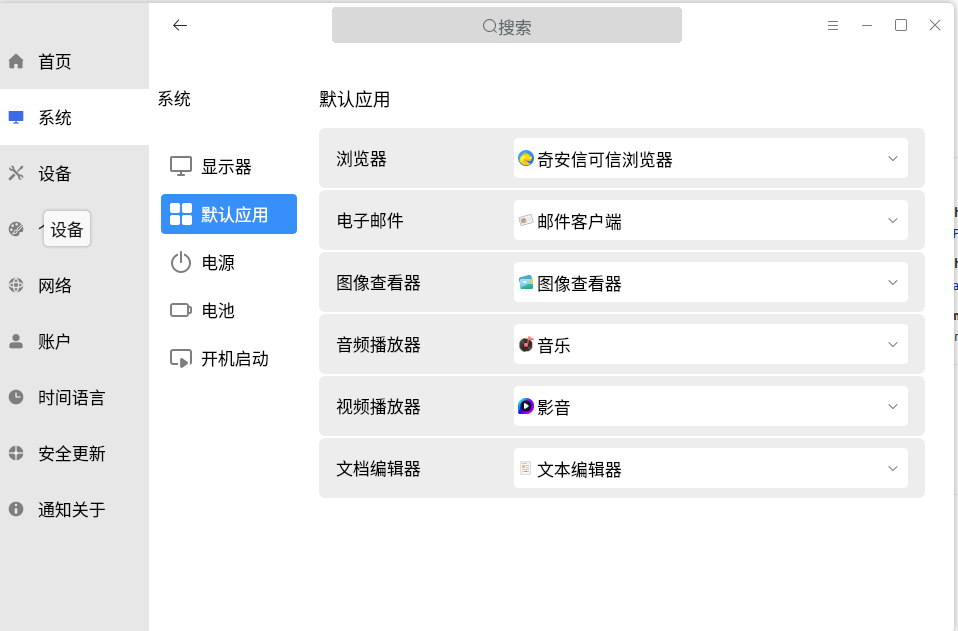 搜索
首页
系统
设备
设备
网络
账户
时间语言
安全更新
通知关于
系统
显示器
默认应用
电源
电池
开机启动
默认应用
浏览器 奇安信可信浏览器
电子邮件 邮件客户端
图像查看器 图像查看器
音频播放器 音乐
视频播放器 影音
文档编辑器 文本编辑器